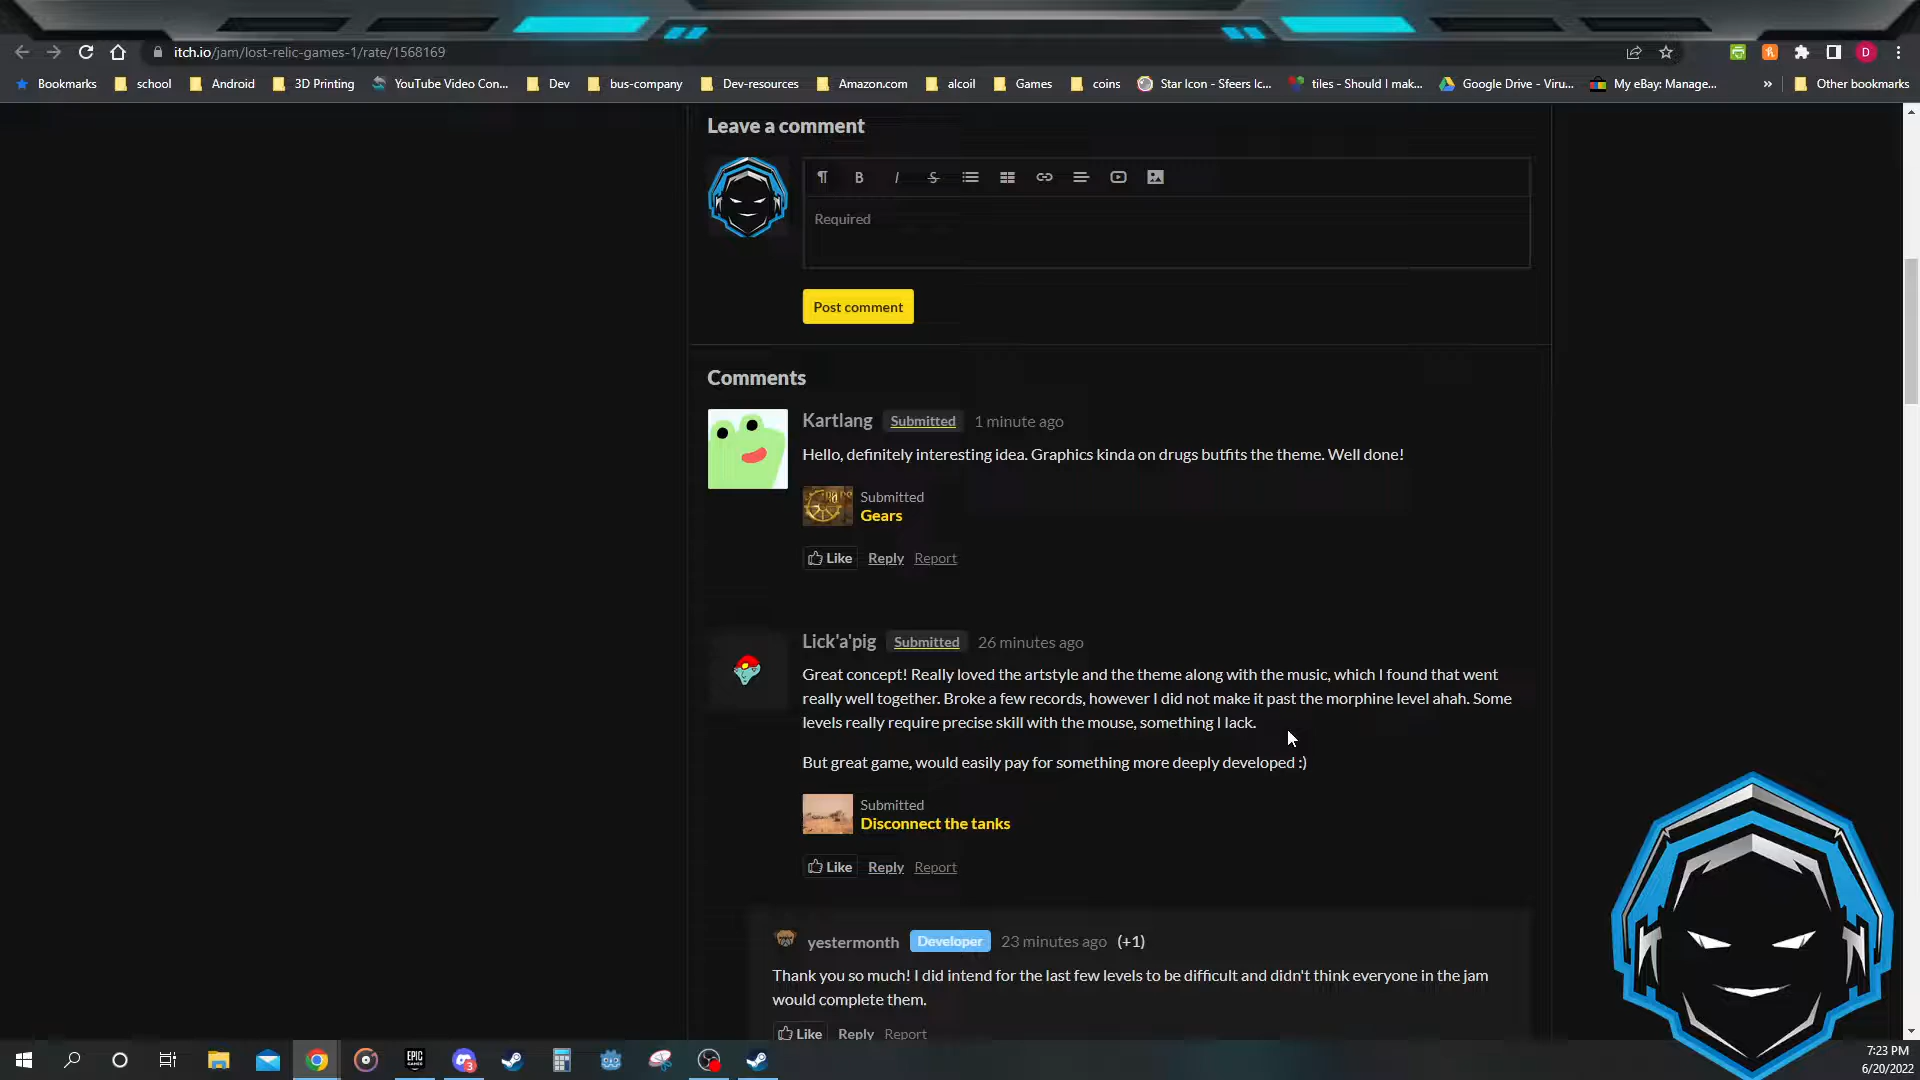 itch.io/jam/lost-relic-games-1/rate/1568169
D
Bookmarks school Android 3D Printing YouTube Video Con... Dev bus-company Dev-resources Amazon.com alcoil Games coins Star Icon - Sfeers Ic... tiles - Should I mak... Google Drive - Viru... My eBay: Manage... » Other bookmarks
Leave a comment
¶ B I S
Required
Post comment
Comments
Kartlang Submitted 1 minute ago
Hello, definitely interesting idea. Graphics kinda on drugs butfits the theme. Well done!
Submitted
Gears
Like Reply Report
Lick'a'pig Submitted 26 minutes ago
Great concept! Really loved the artstyle and the theme along with the music, which I found that went
really well together. Broke a few records, however I did not make it past the morphine level ahah. Some
levels really require precise skill with the mouse, something I lack.
But great game, would easily pay for something more deeply developed :)
Submitted
Disconnect the tanks
Like Reply Report
yestermonth Developer 23 minutes ago (+1)
Thank you so much! I did intend for the last few levels to be difficult and didn't think everyone in the jam
would complete them.
Like Reply Report
EPIC
GAMES
3
7:23 PM
6/20/2022